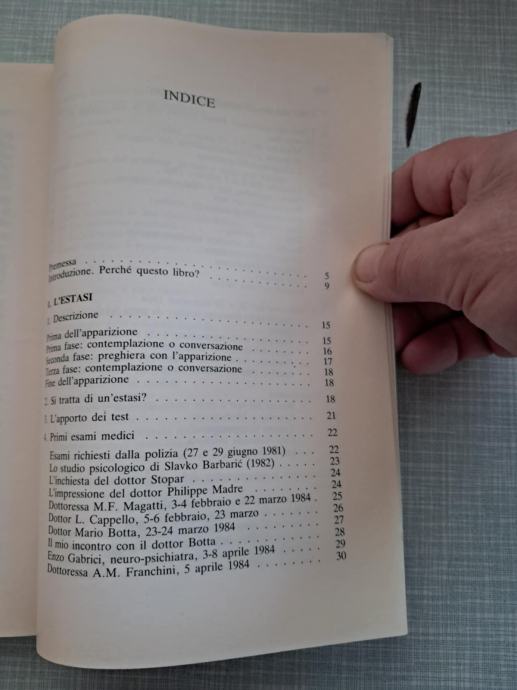 INDICE
Premessa . . . . . . . . . . . . . . . . . . . . 5
Introduzione. Perché questo libro? . . . . . . . . . . 9
L'ESTASI
1. Descrizione . . . . . . . . . . . . . . . . . . . . 15
Prima dell'apparizione . . . . . . . . . . . . . . . . 15
Prima fase: contemplazione o conversazione . . . . . . 16
Seconda fase: preghiera con l'apparizione . . . . . . . 17
Terza fase: contemplazione o conversazione . . . . . . 18
Fine dell'apparizione . . . . . . . . . . . . . . . . 18
2. Si tratta di un'estasi? . . . . . . . . . . . . . . 18
3. L'apporto dei test . . . . . . . . . . . . . . . . 21
4. Primi esami medici . . . . . . . . . . . . . . . . 22
Esami richiesti dalla polizia (27 e 29 giugno 1981) . . 22
Lo studio psicologico di Slavko Barbarić (1982) . . . . 23
L'inchiesta del dottor Stopar . . . . . . . . . . . . 24
L'impressione del dottor Philippe Madre . . . . . . . 24
Dottoressa M.F. Magatti, 3-4 febbraio e 22 marzo 1984 . 25
Dottor L. Cappello, 5-6 febbraio, 23 marzo . . . . . . 26
Dottor Mario Botta, 23-24 marzo 1984 . . . . . . . . . 27
Il mio incontro con il dottor Botta . . . . . . . . . 28
Enzo Gabrici, neuro-psichiatra, 3-8 aprile 1984 . . . . 29
Dottoressa A.M. Franchini, 5 aprile 1984 . . . . . . . 30